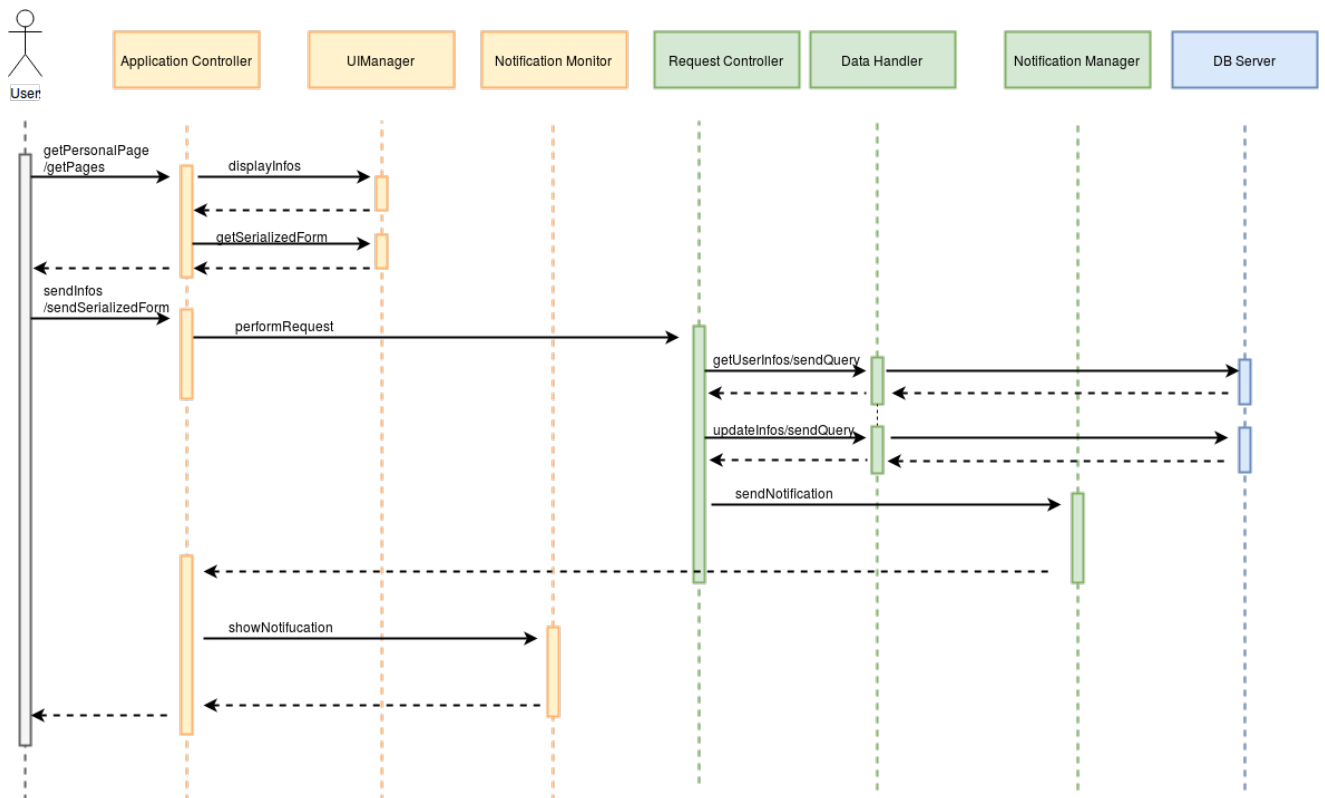 User
Application Controller
UIManager
Notification Monitor
Request Controller
Data Handler
Notification Manager
DB Server
getPersonalPage
/getPages
displayInfos
getSerializedForm
sendInfos
/sendSerializedForm
performRequest
getUserInfos/sendQuery
updateInfos/sendQuery
sendNotification
showNotifucation